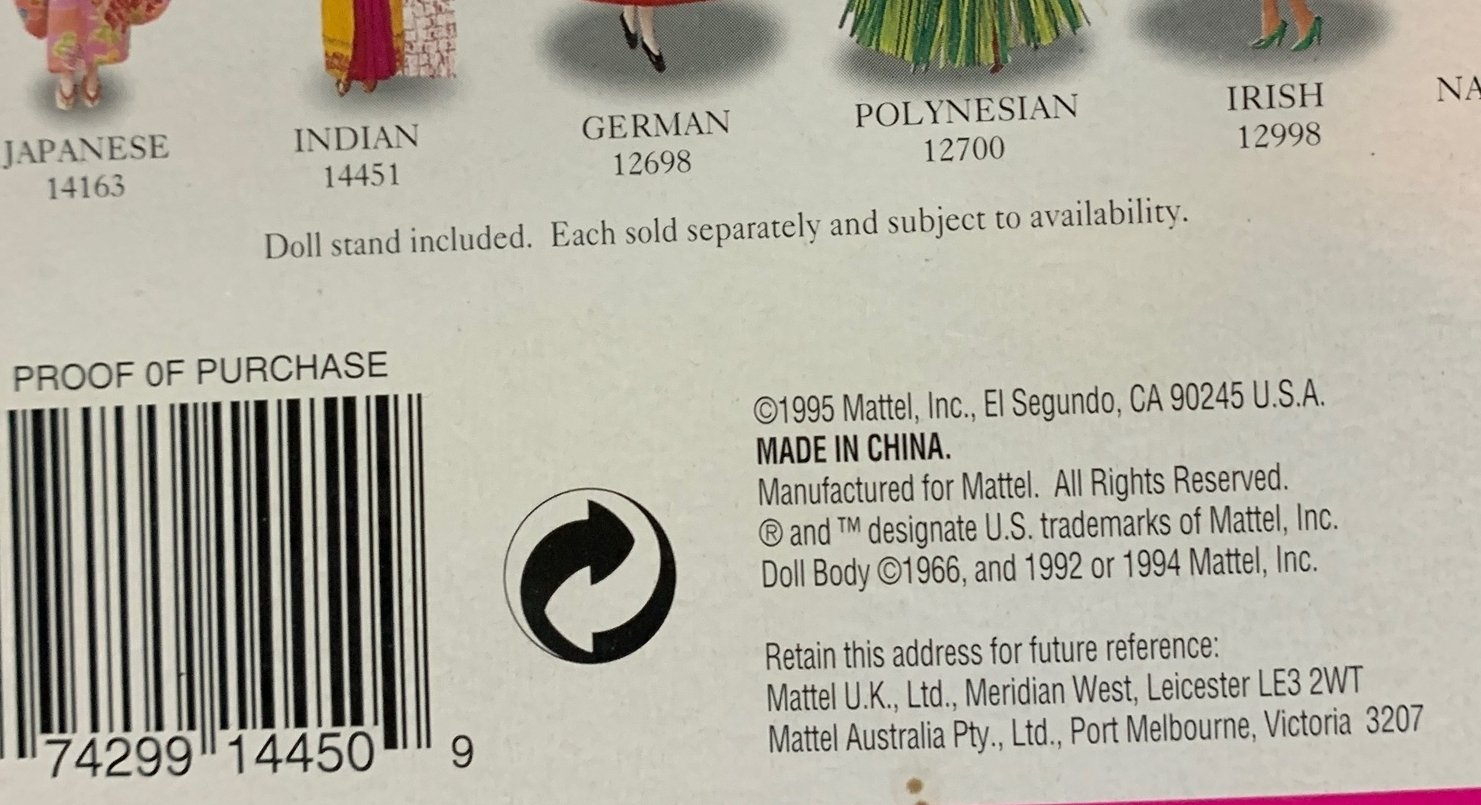 JAPANESE
14163
INDIAN
14451
GERMAN
12698
POLYNESIAN
12700
IRISH
12998
NA
Doll stand included. Each sold separately and subject to availability.
PROOF OF PURCHASE
74299 14450 9
©1995 Mattel, Inc., El Segundo, CA 90245 U.S.A.
MADE IN CHINA.
Manufactured for Mattel. All Rights Reserved.
® and ™ designate U.S. trademarks of Mattel, Inc.
Doll Body ©1966, and 1992 or 1994 Mattel, Inc.
Retain this address for future reference:
Mattel U.K., Ltd., Meridian West, Leicester LE3 2WT
Mattel Australia Pty., Ltd., Port Melbourne, Victoria 3207